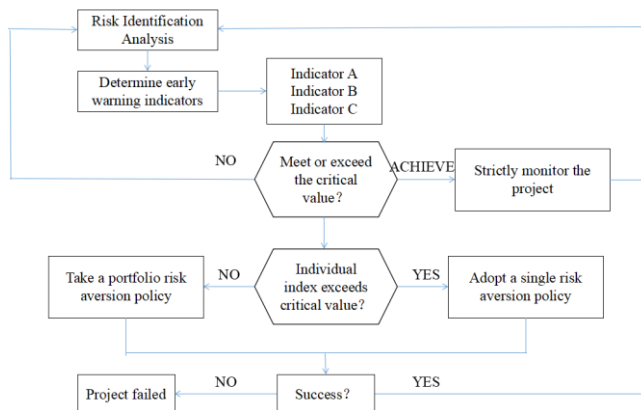 Risk Identification
Analysis
Determine early
warning indicators
Indicator A
Indicator B
Indicator C
NO
Meet or exceed
the critical
value?
ACHIEVE
Strictly monitor the
project
Take a portfolio risk
aversion policy
NO
Individual
index exceeds
critical value?
YES
Adopt a single risk
aversion policy
Project failed
NO
Success?
YES